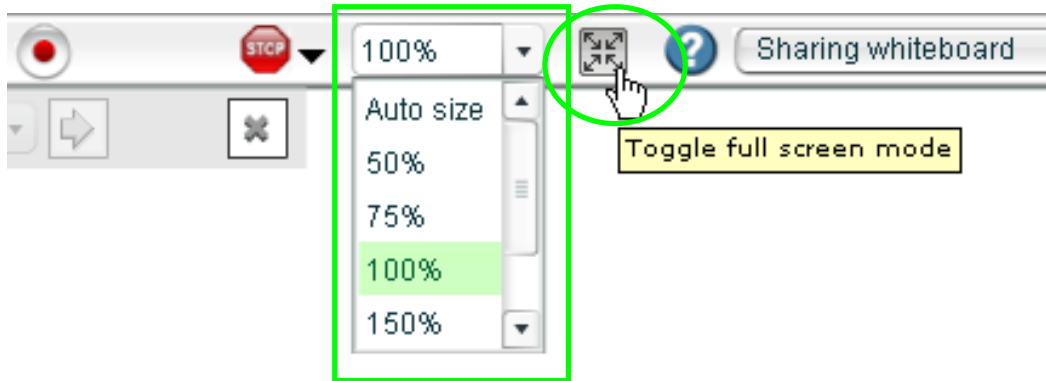 STOP
100%
Sharing whiteboard
Auto size
50%
75%
100%
150%
Toggle full screen mode